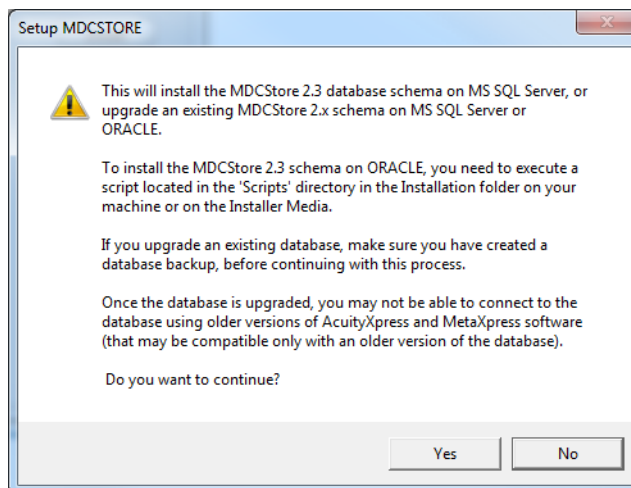 Setup MDCSTORE
This will install the MDCStore 2.3 database schema on MS SQL Server, or
upgrade an existing MDCStore 2.x schema on MS SQL Server or
ORACLE.
To install the MDCStore 2.3 schema on ORACLE, you need to execute a
script located in the 'Scripts' directory in the Installation folder on your
machine or on the Installer Media.
If you upgrade an existing database, make sure you have created a
database backup, before continuing with this process.
Once the database is upgraded, you may not be able to connect to the
database using older versions of AcuityXpress and MetaXpress software
(that may be compatible only with an older version of the database).
Do you want to continue?
Yes
No